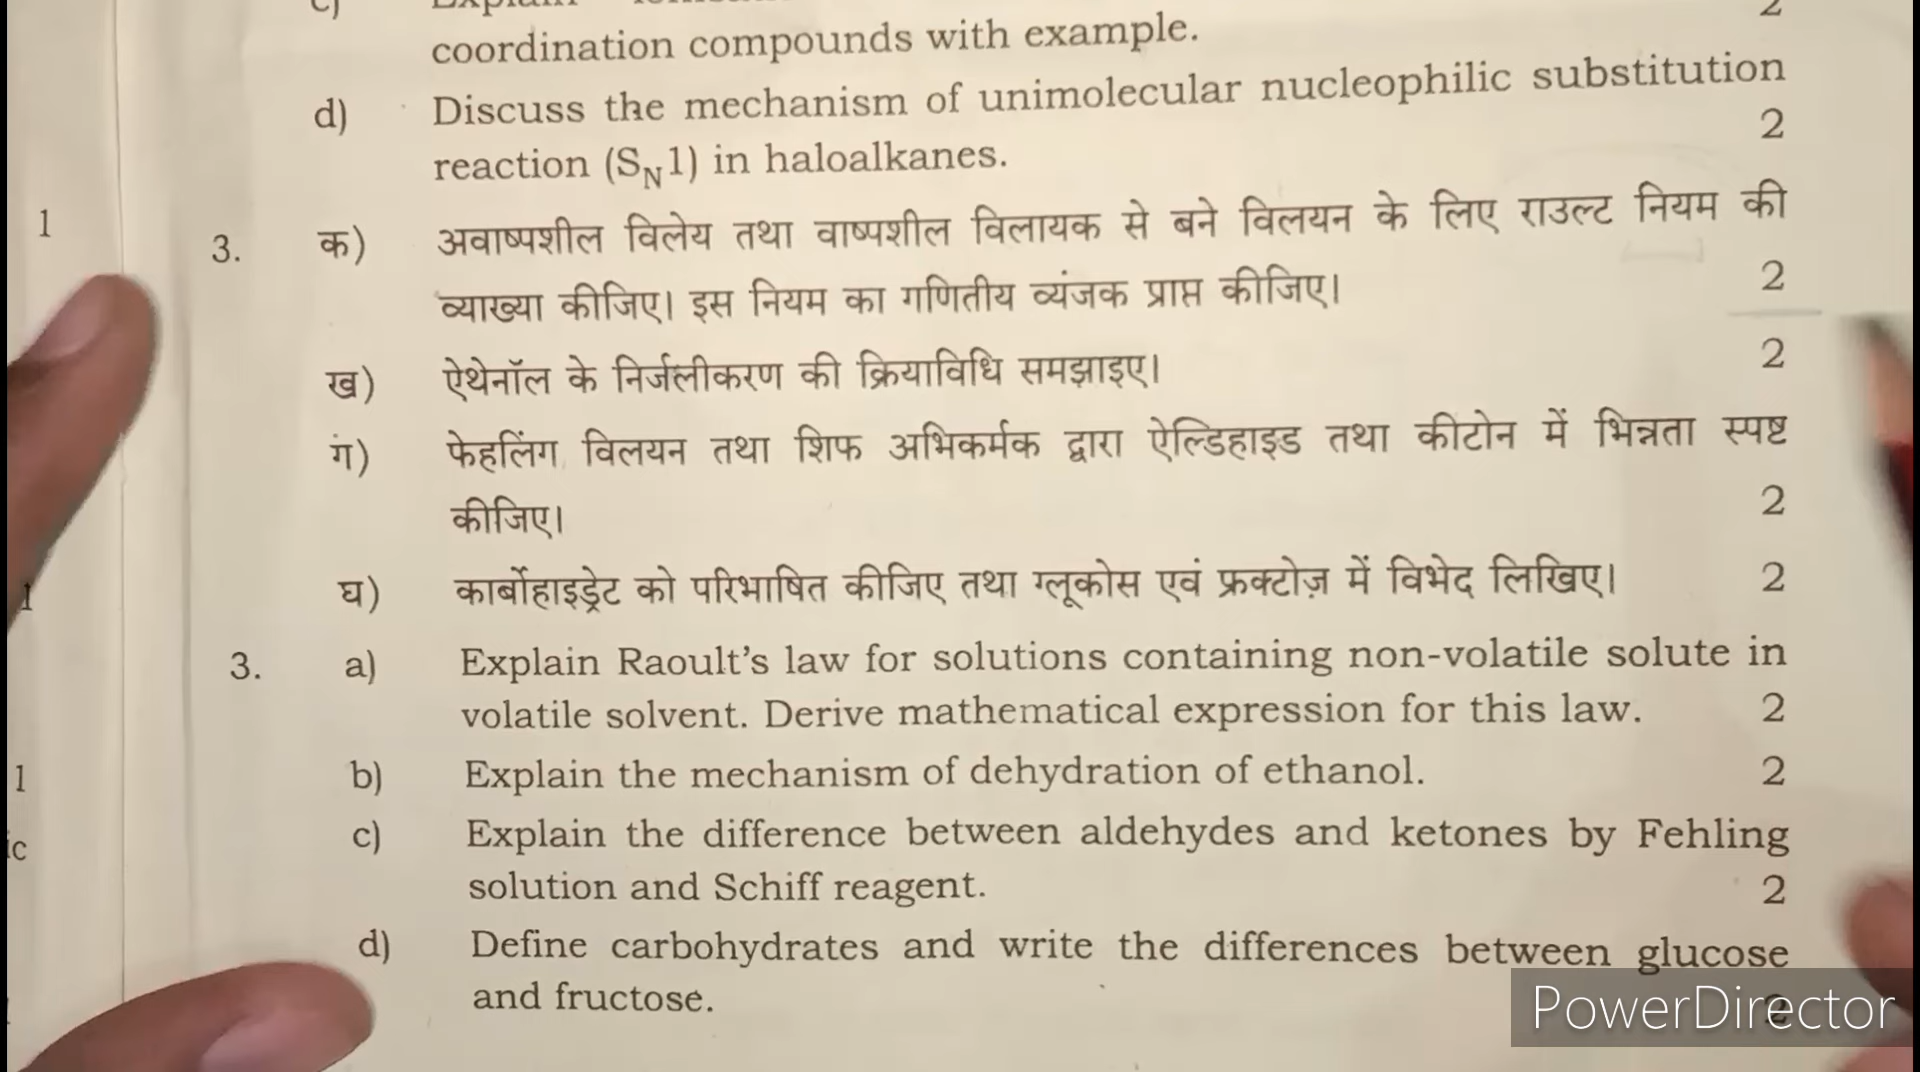 c)
coordination compounds with example.
2
d) Discuss the mechanism of unimolecular nucleophilic substitution
reaction (SN1) in haloalkanes. 2
3. क) अवाष्पशील विलेय तथा वाष्पशील विलायक से बने विलयन के लिए राउल्ट नियम की
व्याख्या कीजिए। इस नियम का गणितीय व्यंजक प्राप्त कीजिए। 2
ख) ऐथेनॉल के निर्जलीकरण की क्रियाविधि समझाइए। 2
ग) फेहलिंग विलयन तथा शिफ अभिकर्मक द्वारा ऐल्डिहाइड तथा कीटोन में भिन्नता स्पष्ट
कीजिए। 2
घ) कार्बोहाइड्रेट को परिभाषित कीजिए तथा ग्लूकोस एवं फ्रक्टोज़ में विभेद लिखिए। 2
3. a) Explain Raoult's law for solutions containing non-volatile solute in
volatile solvent. Derive mathematical expression for this law. 2
b) Explain the mechanism of dehydration of ethanol. 2
c) Explain the difference between aldehydes and ketones by Fehling
solution and Schiff reagent. 2
d) Define carbohydrates and write the differences between glucose
and fructose. 2
1
1
1
ic
PowerDirector